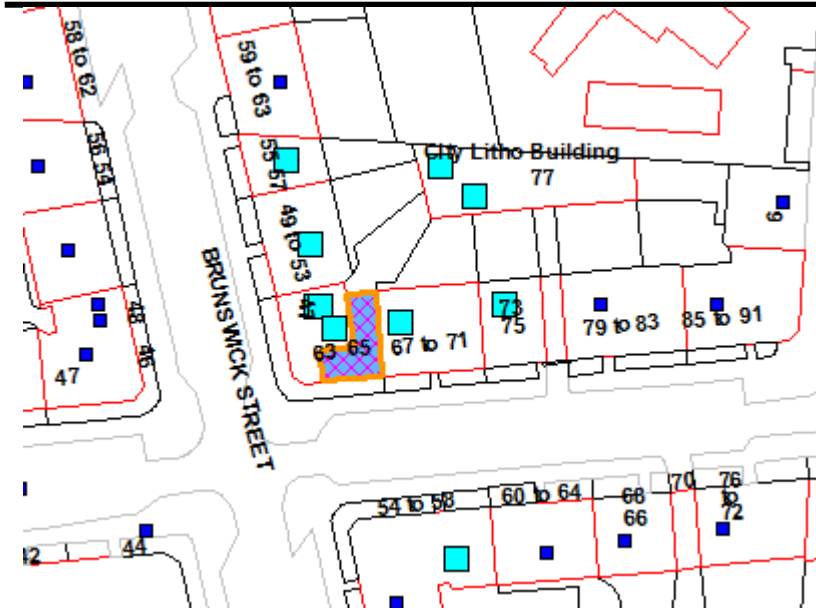 58 to 62
59 to 63
56 54
55 57
City Litho Building
77
9
49 to 53
BRUNSWICK STREET
48
46
47
63
65
67 to 71
73
75
79 to 83
85 to 91
54 to 58
60 to 64
68
66
70
76
to
72
44